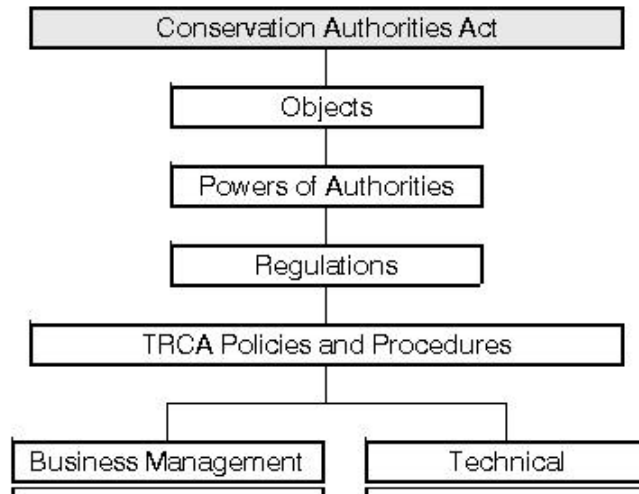 Conservation Authorities Act
Objects
Powers of Authorities
Regulations
TRCA Policies and Procedures
Business Management
Technical